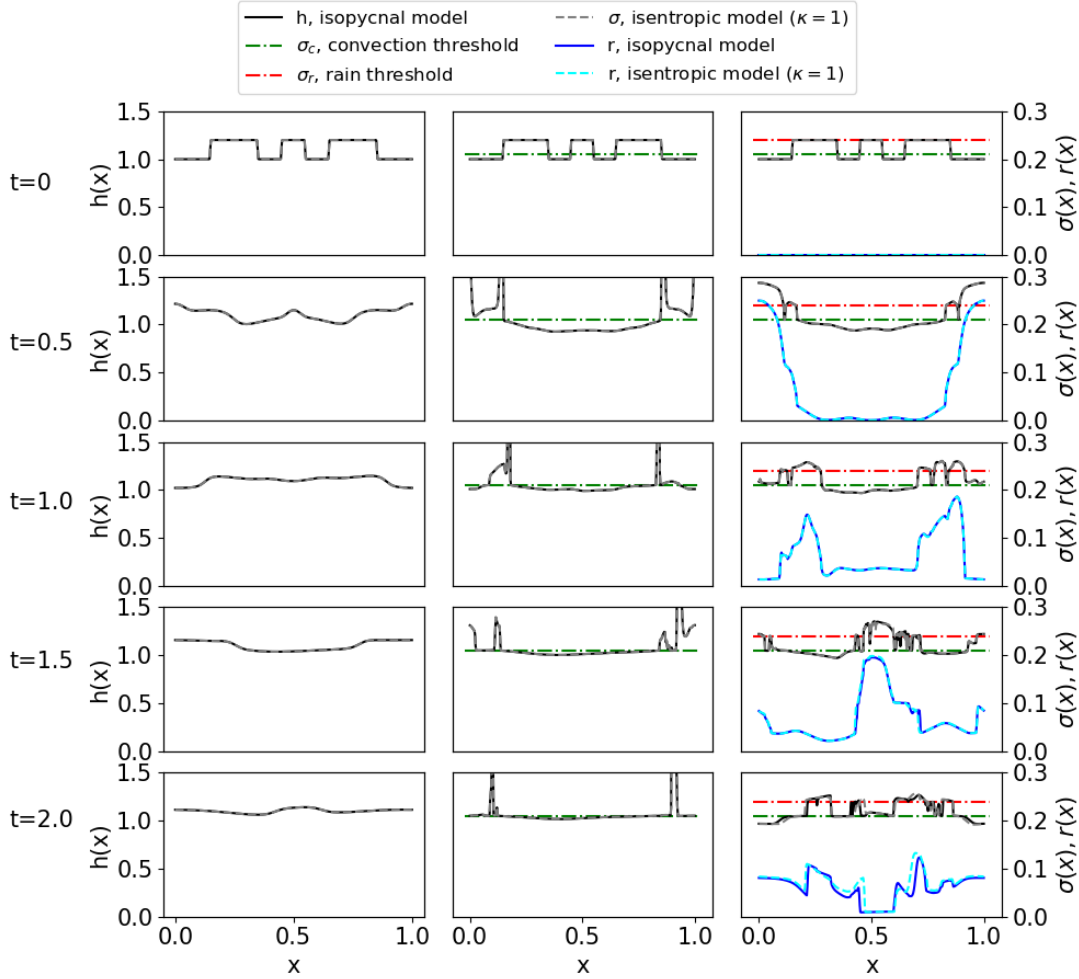 h, isopycnal model
σ_c, convection threshold
σ_r, rain threshold
σ, isentropic model (κ = 1)
r, isopycnal model
r, isentropic model (κ = 1)
t=0
h(x)
1.5
1.0
0.5
0.0
0.3
0.2
0.1
0.0
σ(x), r(x)
t=0.5
h(x)
1.5
1.0
0.5
0.0
0.3
0.2
0.1
0.0
σ(x), r(x)
t=1.0
h(x)
1.5
1.0
0.5
0.0
0.3
0.2
0.1
0.0
σ(x), r(x)
t=1.5
h(x)
1.5
1.0
0.5
0.0
0.3
0.2
0.1
0.0
σ(x), r(x)
t=2.0
h(x)
1.5
1.0
0.5
0.0
0.3
0.2
0.1
0.0
σ(x), r(x)
0.0 0.5 1.0
x
0.0 0.5 1.0
x
0.0 0.5 1.0
x